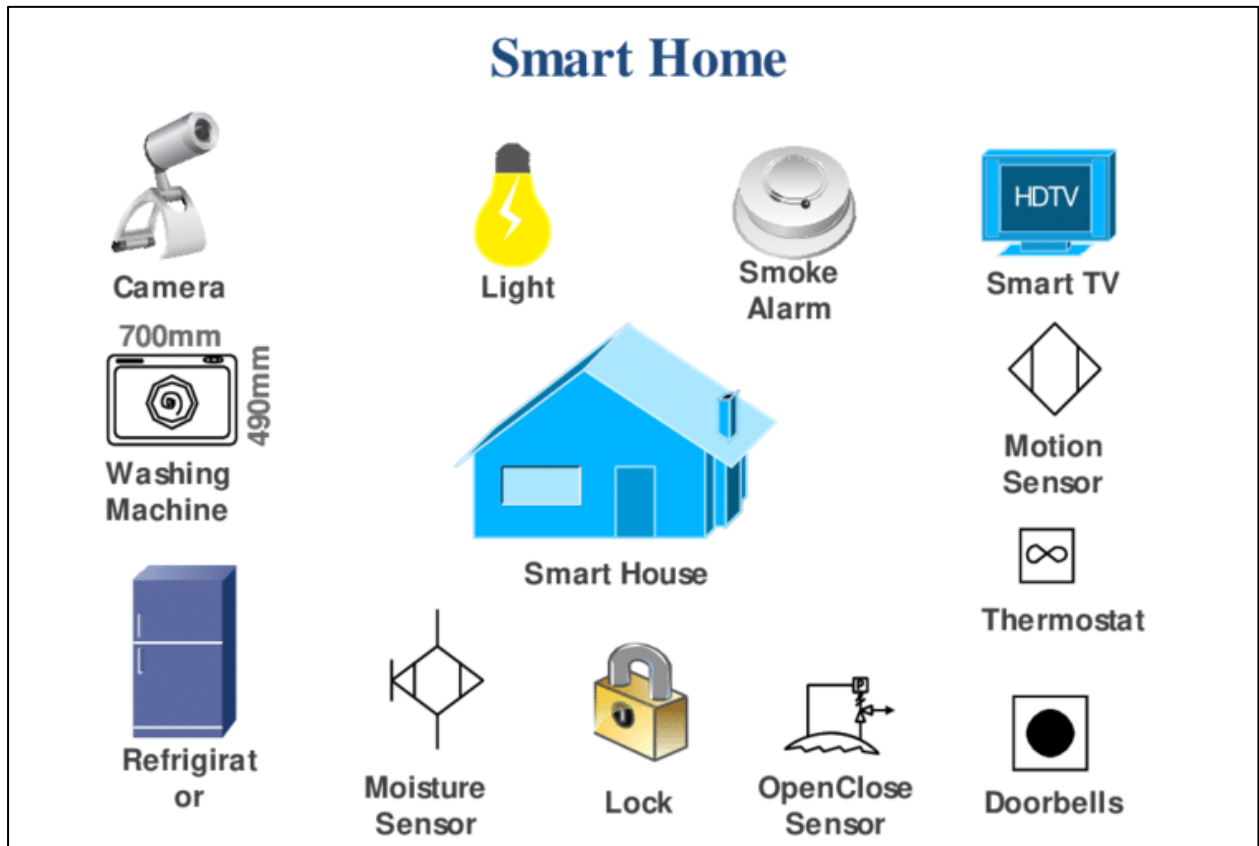 Smart Home
Camera
Light
Smoke
Alarm
HDTV
Smart TV
700mm
490mm
Washing
Machine
Motion
Sensor
Smart House
Thermostat
Refrigirat
or
Moisture
Sensor
Lock
P
OpenClose
Sensor
Doorbells